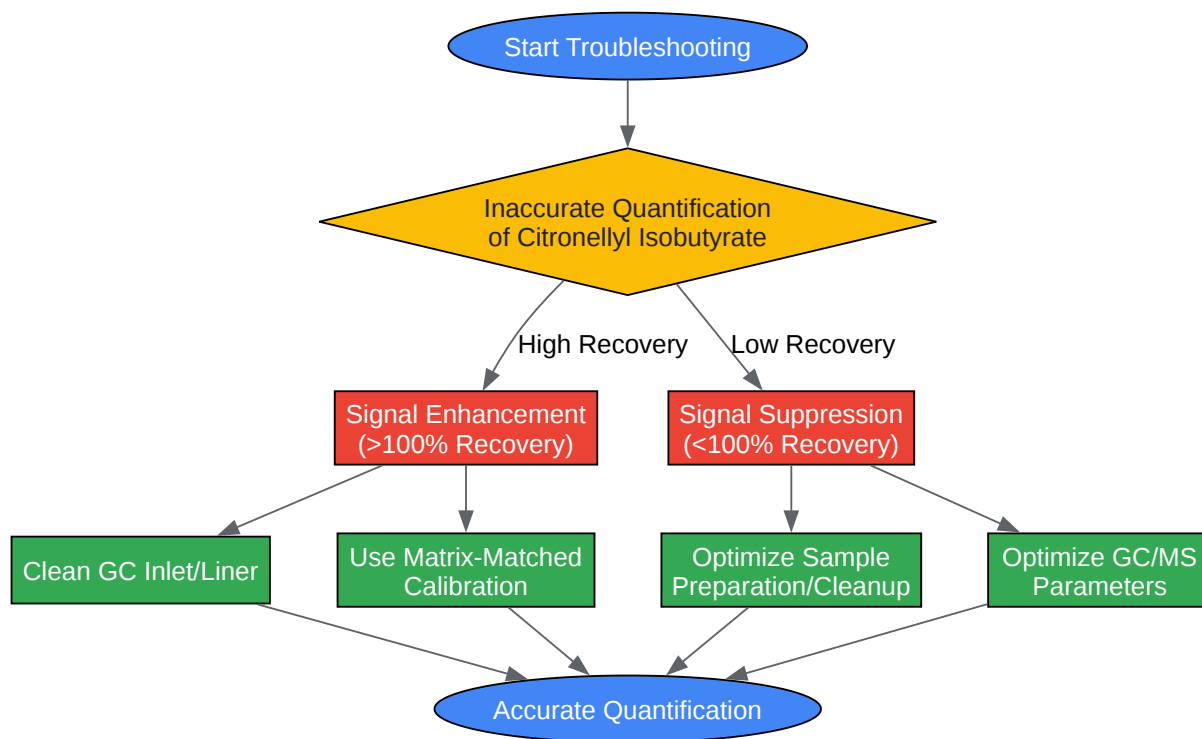 Start Troubleshooting
Inaccurate Quantification
of Citronellyl Isobutyrate
High Recovery
Low Recovery
Signal Enhancement
(>100% Recovery)
Signal Suppression
(<100% Recovery)
Clean GC Inlet/Liner
Use Matrix-Matched
Calibration
Optimize Sample
Preparation/Cleanup
Optimize GC/MS
Parameters
Accurate Quantification